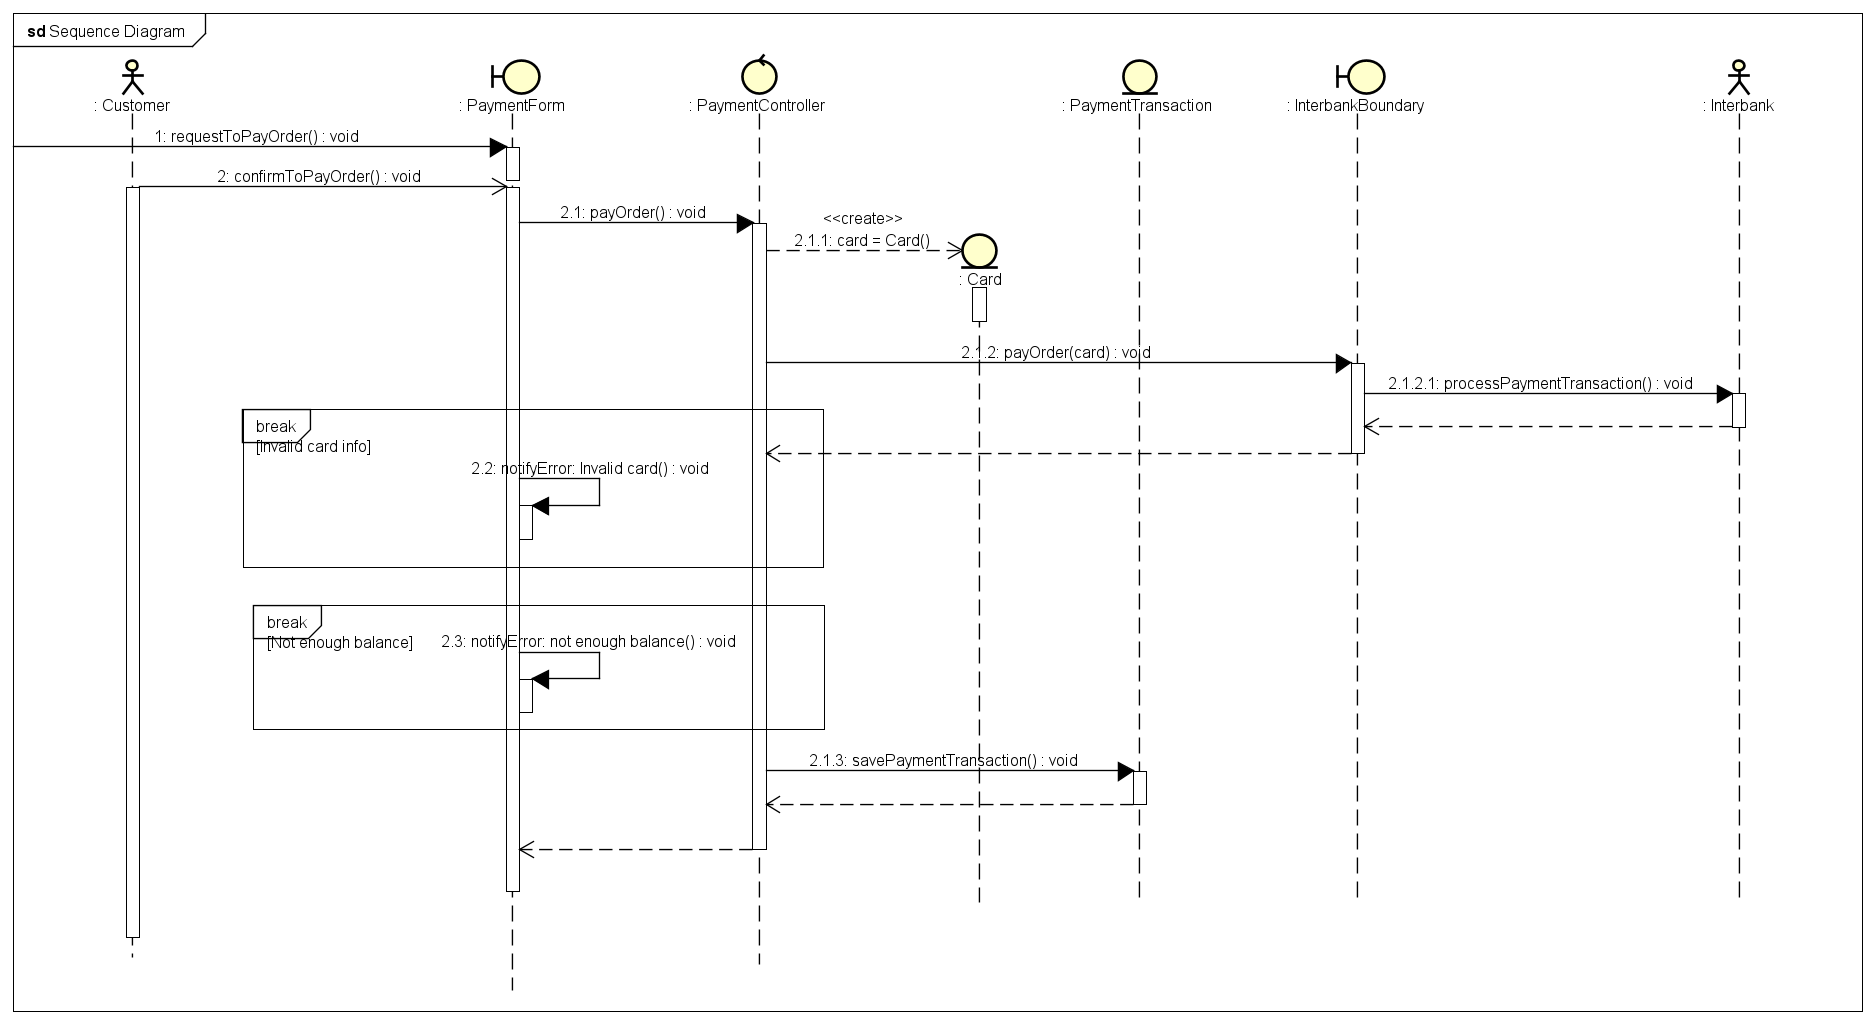 sd Sequence Diagram
: Customer
: PaymentForm
: PaymentController
: PaymentTransaction
: InterbankBoundary
: Interbank
1: requestToPayOrder() : void
2: confirmToPayOrder() : void
2.1: payOrder() : void
<<create>>
2.1.1: card = Card()
: Card
2.1.2: payOrder(card) : void
2.1.2.1: processPaymentTransaction() : void
break
[Invalid card info]
2.2: notifyError: Invalid card() : void
break
[Not enough balance]
2.3: notifyError: not enough balance() : void
2.1.3: savePaymentTransaction() : void